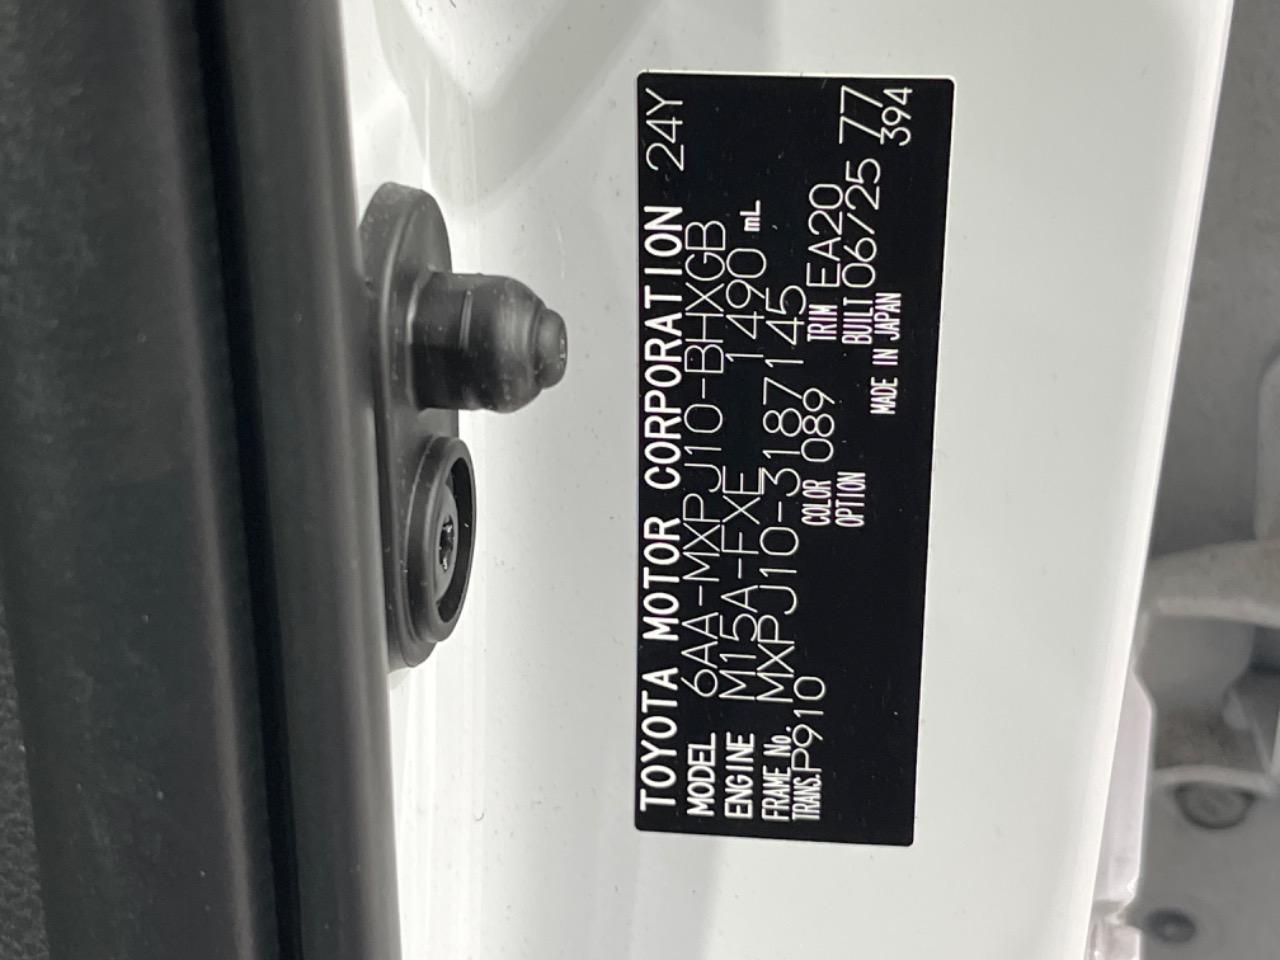 TOYOTA MOTOR CORPORATION 24Y
MODEL 6AA-MXPJ10-BHXGB
ENGINE M15A-FXE 1490 mL
FRAME No. MXPJ10-3187145
TRANS. P910 COLOR 089 TRIM EA20
OPTION BUILT 06/25 77
MADE IN JAPAN 394